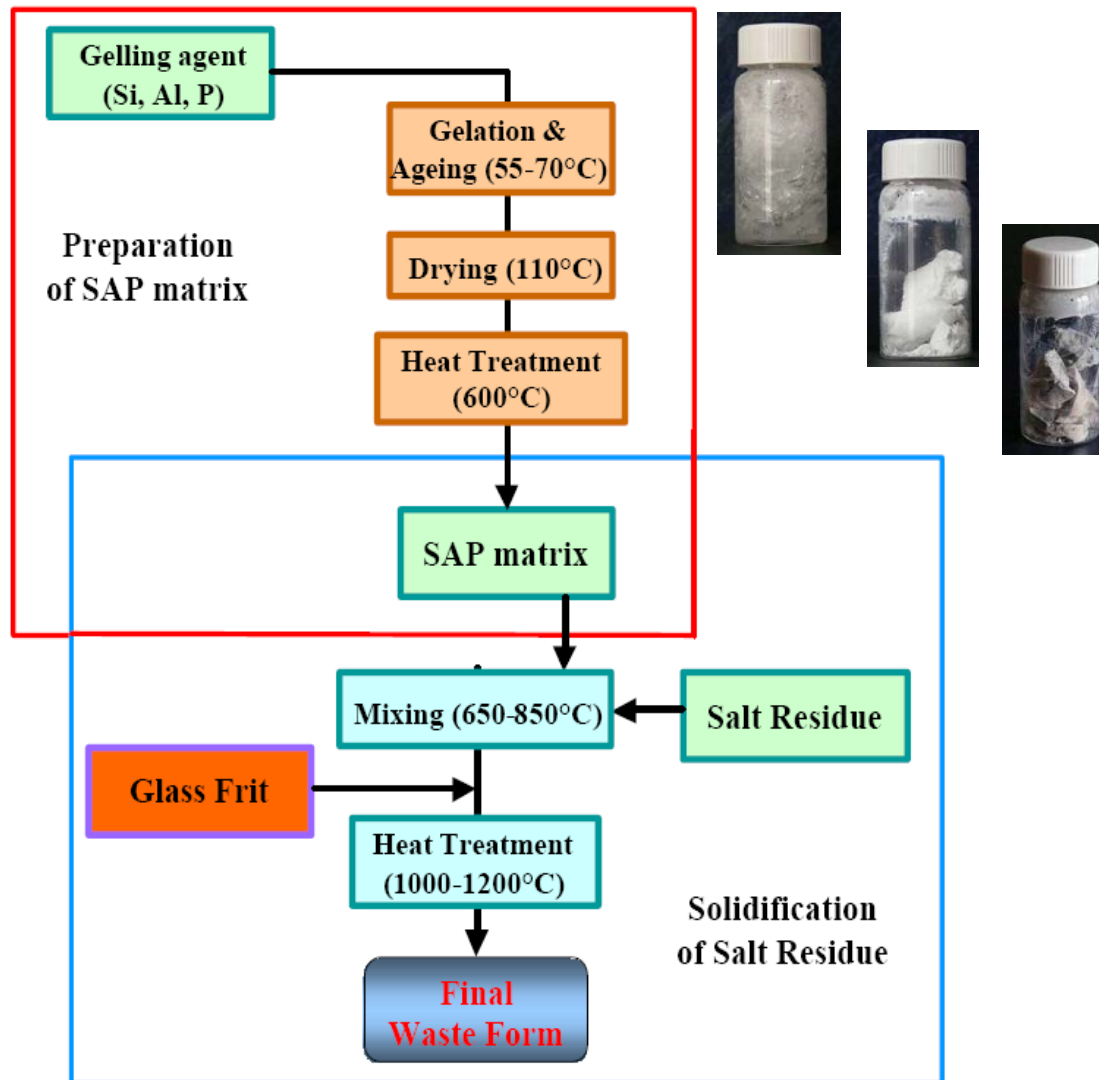 Gelling agent
(Si, Al, P)
Gelation &
Ageing (55-70°C)
Preparation
of SAP matrix
Drying (110°C)
Heat Treatment
(600°C)
SAP matrix
Mixing (650-850°C)
Salt Residue
Glass Frit
Heat Treatment
(1000-1200°C)
Solidification
of Salt Residue
Final
Waste Form